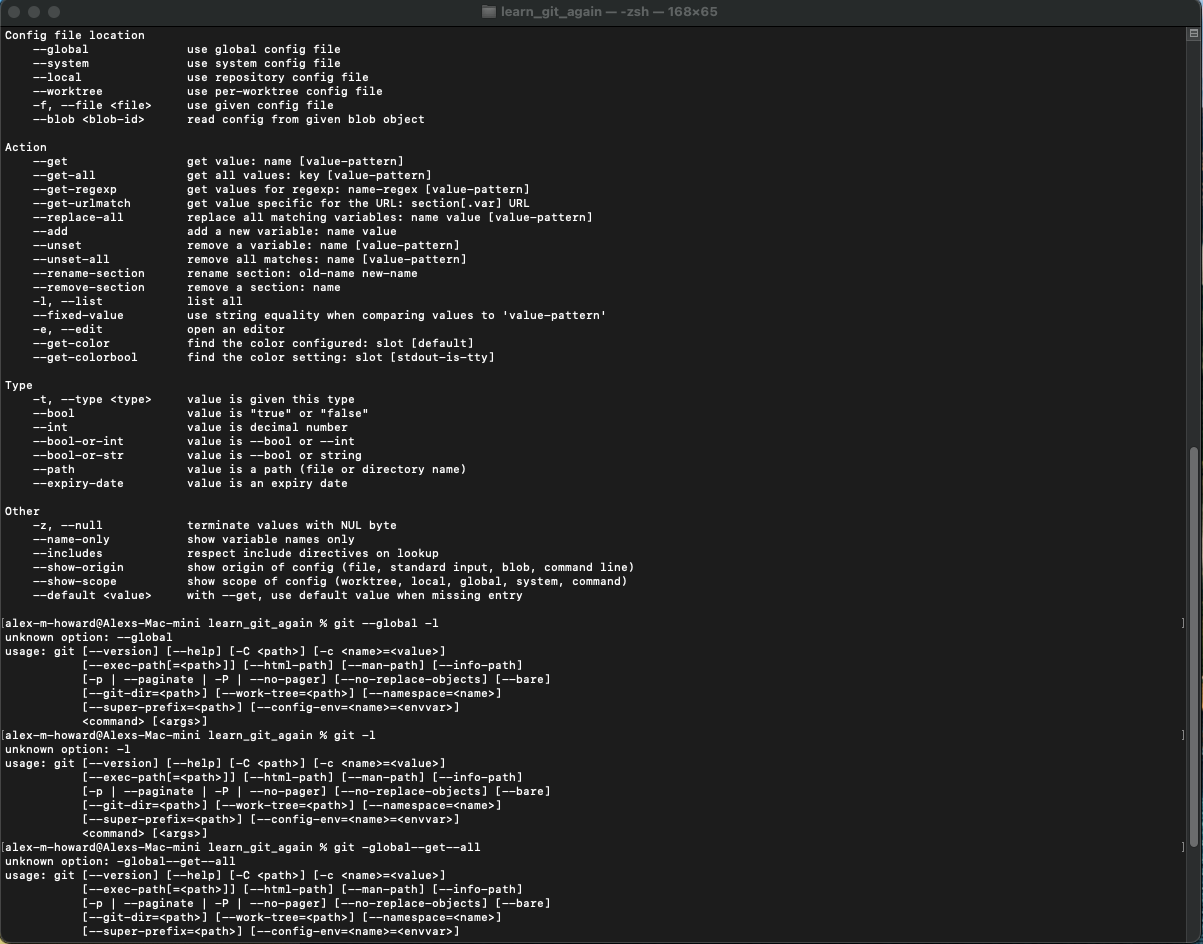 learn_git_again — -zsh — 168×65
Config file location
    --global              use global config file
    --system              use system config file
    --local               use repository config file
    --worktree            use per-worktree config file
    -f, --file <file>     use given config file
    --blob <blob-id>      read config from given blob object

Action
    --get                 get value: name [value-pattern]
    --get-all             get all values: key [value-pattern]
    --get-regexp          get values for regexp: name-regex [value-pattern]
    --get-urlmatch        get value specific for the URL: section[.var] URL
    --replace-all         replace all matching variables: name value [value-pattern]
    --add                 add a new variable: name value
    --unset               remove a variable: name [value-pattern]
    --unset-all           remove all matches: name [value-pattern]
    --rename-section      rename section: old-name new-name
    --remove-section      remove a section: name
    -l, --list            list all
    --fixed-value         use string equality when comparing values to 'value-pattern'
    -e, --edit            open an editor
    --get-color           find the color configured: slot [default]
    --get-colorbool       find the color setting: slot [stdout-is-tty]

Type
    -t, --type <type>     value is given this type
    --bool                value is "true" or "false"
    --int                 value is decimal number
    --bool-or-int         value is --bool or --int
    --bool-or-str         value is --bool or string
    --path                value is a path (file or directory name)
    --expiry-date         value is an expiry date

Other
    -z, --null            terminate values with NUL byte
    --name-only           show variable names only
    --includes            respect include directives on lookup
    --show-origin         show origin of config (file, standard input, blob, command line)
    --show-scope          show scope of config (worktree, local, global, system, command)
    --default <value>     with --get, use default value when missing entry

[alex-m-howard@Alexs-Mac-mini learn_git_again % git --global -l ]
unknown option: --global
usage: git [--version] [--help] [-C <path>] [-c <name>=<value>]
           [--exec-path[=<path>]] [--html-path] [--man-path] [--info-path]
           [-p | --paginate | -P | --no-pager] [--no-replace-objects] [--bare]
           [--git-dir=<path>] [--work-tree=<path>] [--namespace=<name>]
           [--super-prefix=<path>] [--config-env=<name>=<envvar>]
           <command> [<args>]
[alex-m-howard@Alexs-Mac-mini learn_git_again % git -l ]
unknown option: -l
usage: git [--version] [--help] [-C <path>] [-c <name>=<value>]
           [--exec-path[=<path>]] [--html-path] [--man-path] [--info-path]
           [-p | --paginate | -P | --no-pager] [--no-replace-objects] [--bare]
           [--git-dir=<path>] [--work-tree=<path>] [--namespace=<name>]
           [--super-prefix=<path>] [--config-env=<name>=<envvar>]
           <command> [<args>]
[alex-m-howard@Alexs-Mac-mini learn_git_again % git -global--get--all ]
unknown option: -global--get--all
usage: git [--version] [--help] [-C <path>] [-c <name>=<value>]
           [--exec-path[=<path>]] [--html-path] [--man-path] [--info-path]
           [-p | --paginate | -P | --no-pager] [--no-replace-objects] [--bare]
           [--git-dir=<path>] [--work-tree=<path>] [--namespace=<name>]
           [--super-prefix=<path>] [--config-env=<name>=<envvar>]